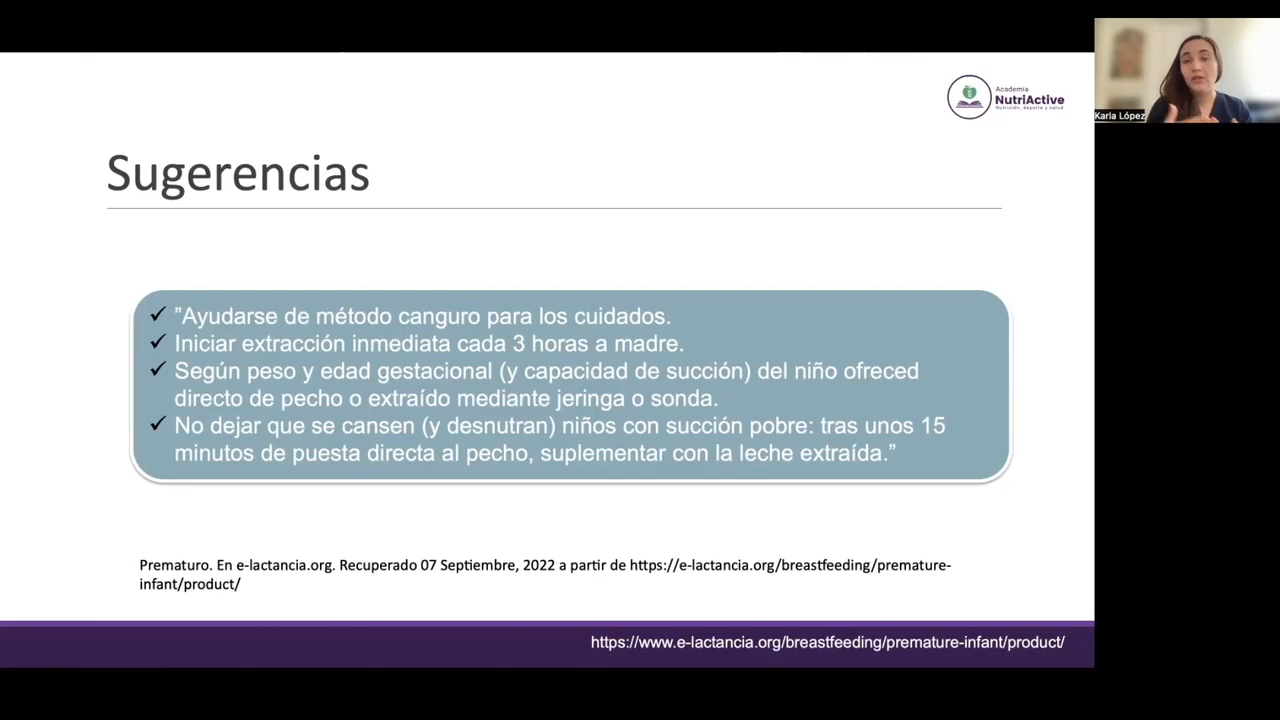 Academia
NutriActive
Nutrición, deporte y salud
Karla López
Sugerencias
✓ ”Ayudarse de método canguro para los cuidados.
✓ Iniciar extracción inmediata cada 3 horas a madre.
✓ Según peso y edad gestacional (y capacidad de succión) del niño ofreced
directo de pecho o extraído mediante jeringa o sonda.
✓ No dejar que se cansen (y desnutran) niños con succión pobre: tras unos 15
minutos de puesta directa al pecho, suplementar con la leche extraída.”
Prematuro. En e-lactancia.org. Recuperado 07 Septiembre, 2022 a partir de https://e-lactancia.org/breastfeeding/premature-
infant/product/
https://www.e-lactancia.org/breastfeeding/premature-infant/product/